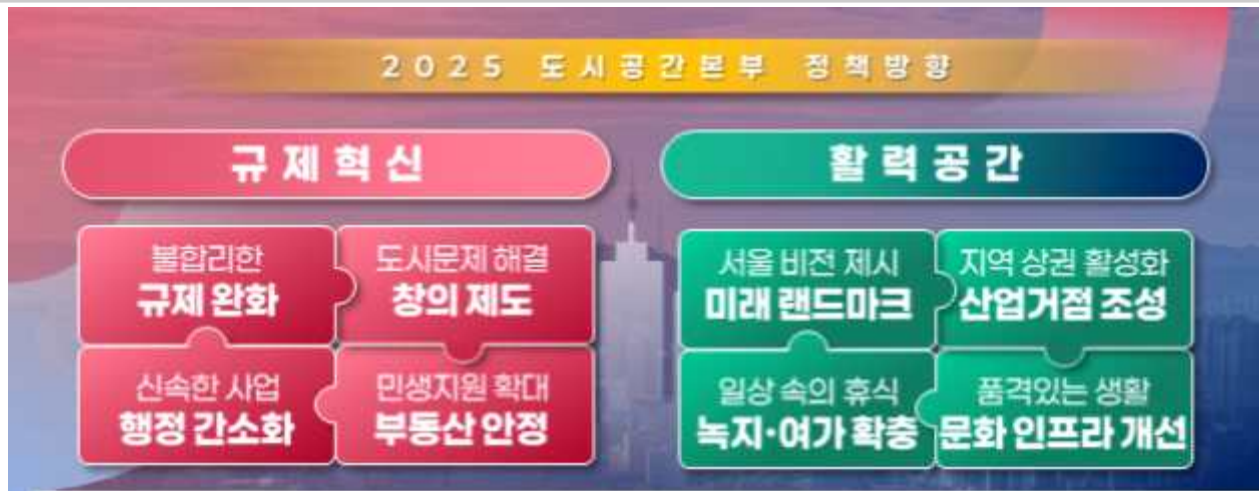 2025 도시공간본부 정책방향
규제혁신
불합리한
규제 완화
도시문제 해결
창의 제도
신속한 사업
행정 간소화
민생지원 확대
부동산 안정
활력공간
서울 비전 제시
미래 랜드마크
지역 상권 활성화
산업거점 조성
일상 속의 휴식
녹지·여가 확충
품격있는 생활
문화 인프라 개선